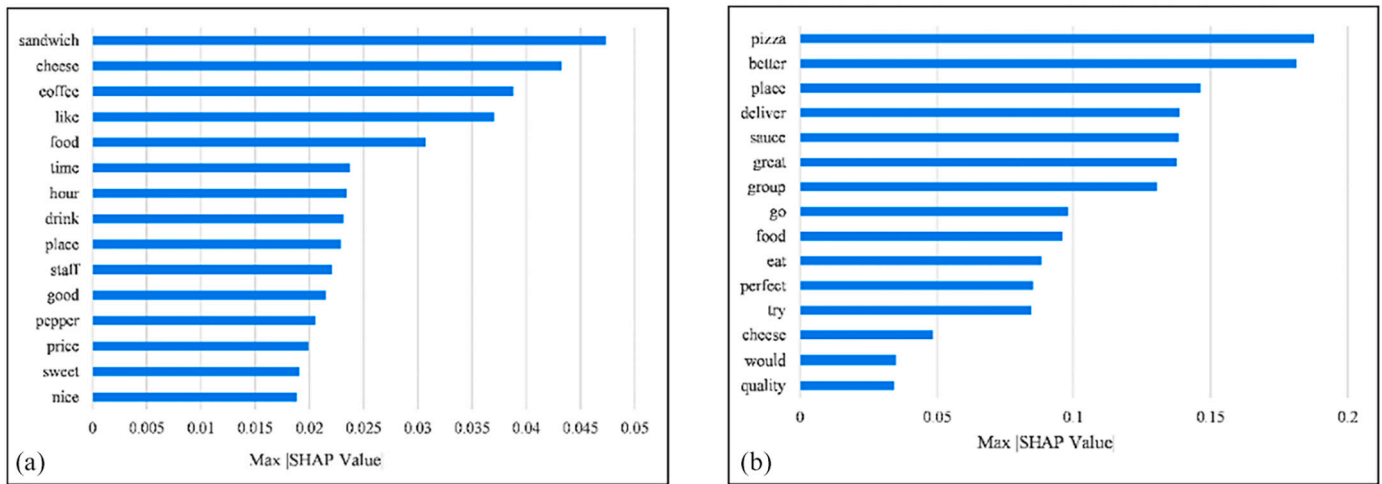 sandwich
cheese
coffee
like
food
time
hour
drink
place
staff
good
pepper
price
sweet
nice
0 0.005 0.01 0.015 0.02 0.025 0.03 0.035 0.04 0.045 0.05
Max |SHAP Value|
(a)
pizza
better
place
deliver
sauce
great
group
go
food
eat
perfect
try
cheese
would
quality
0 0.05 0.1 0.15 0.2
Max |SHAP Value|
(b)